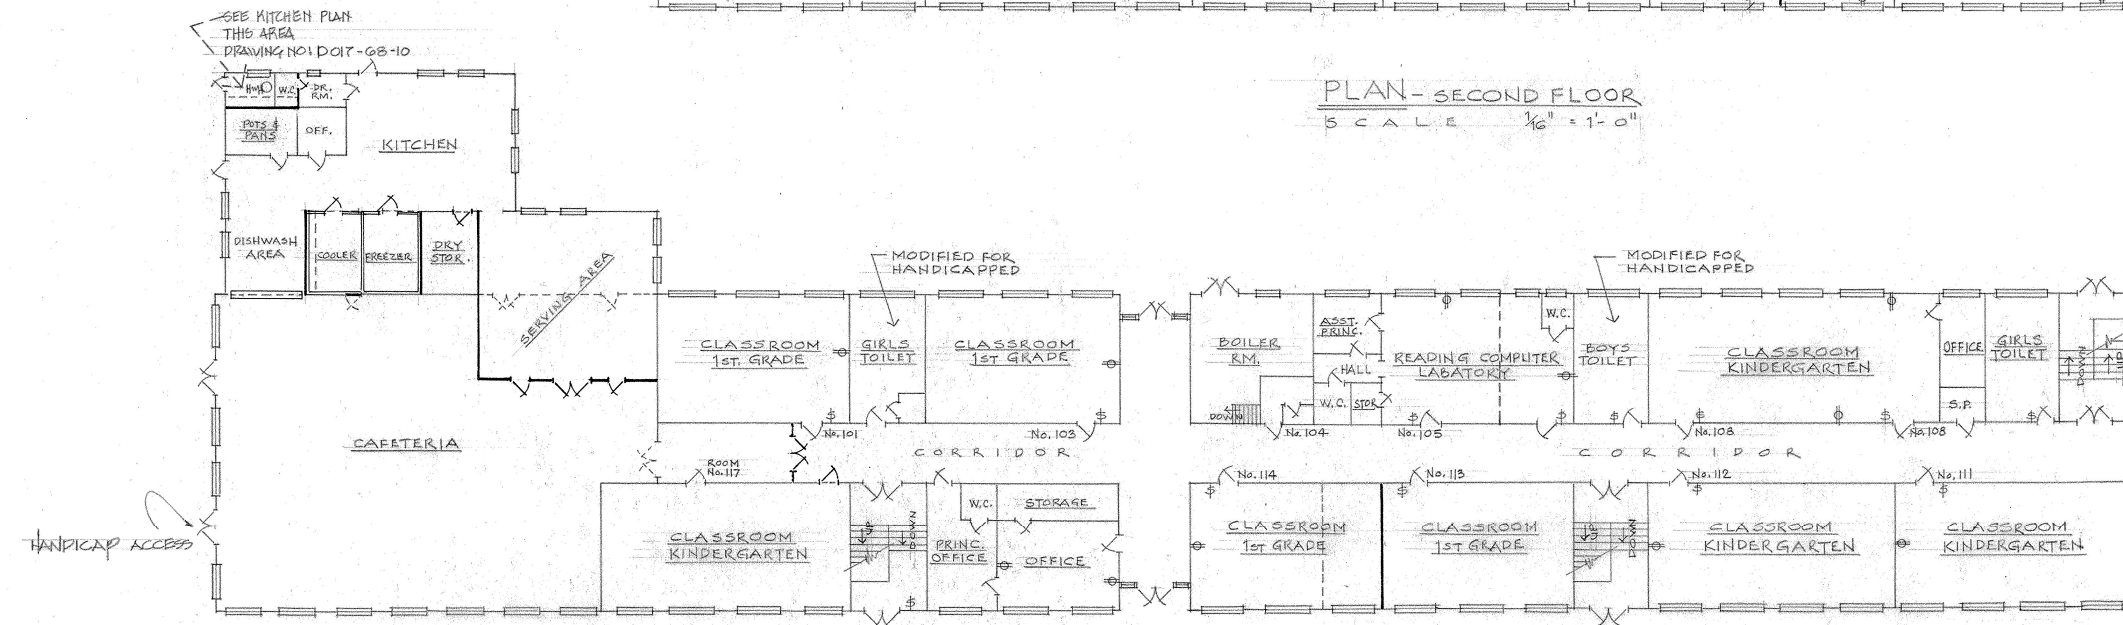 SEE KITCHEN PLAN
THIS AREA
DRAWING NO. D017-68-10
PLAN - SECOND FLOOR
SCALE 1/16" = 1'-0"
HWH
W.C.
DR.
RM.
POTS &
PANS
OFF.
KITCHEN
DISHWASH
AREA
COOLER
FREEZER
DRY
STOR.
SERVING AREA
MODIFIED FOR
HANDICAPPED
MODIFIED FOR
HANDICAPPED
CLASSROOM
1ST. GRADE
GIRLS
TOILET
CLASSROOM
1ST GRADE
BOILER
RM.
DOWN
ASST.
PRINC.
HALL
W.C.
STOR
READING COMPUTER
LABATORY
W.C.
BOYS
TOILET
CLASSROOM
KINDERGARTEN
OFFICE
S.P.
GIRLS
TOILET
DOWN
UP
No. 101
No. 103
No. 104
No. 105
No. 108
No. 108
CAFETERIA
CORRIDOR
CORRIDOR
ROOM
No. 117
No. 114
No. 113
No. 112
No. 111
HANDICAP ACCESS
CLASSROOM
KINDERGARTEN
UP
DOWN
W.C.
STORAGE
PRINC.
OFFICE
OFFICE
CLASSROOM
1ST GRADE
CLASSROOM
1ST GRADE
UP
DOWN
CLASSROOM
KINDERGARTEN
CLASSROOM
KINDERGARTEN